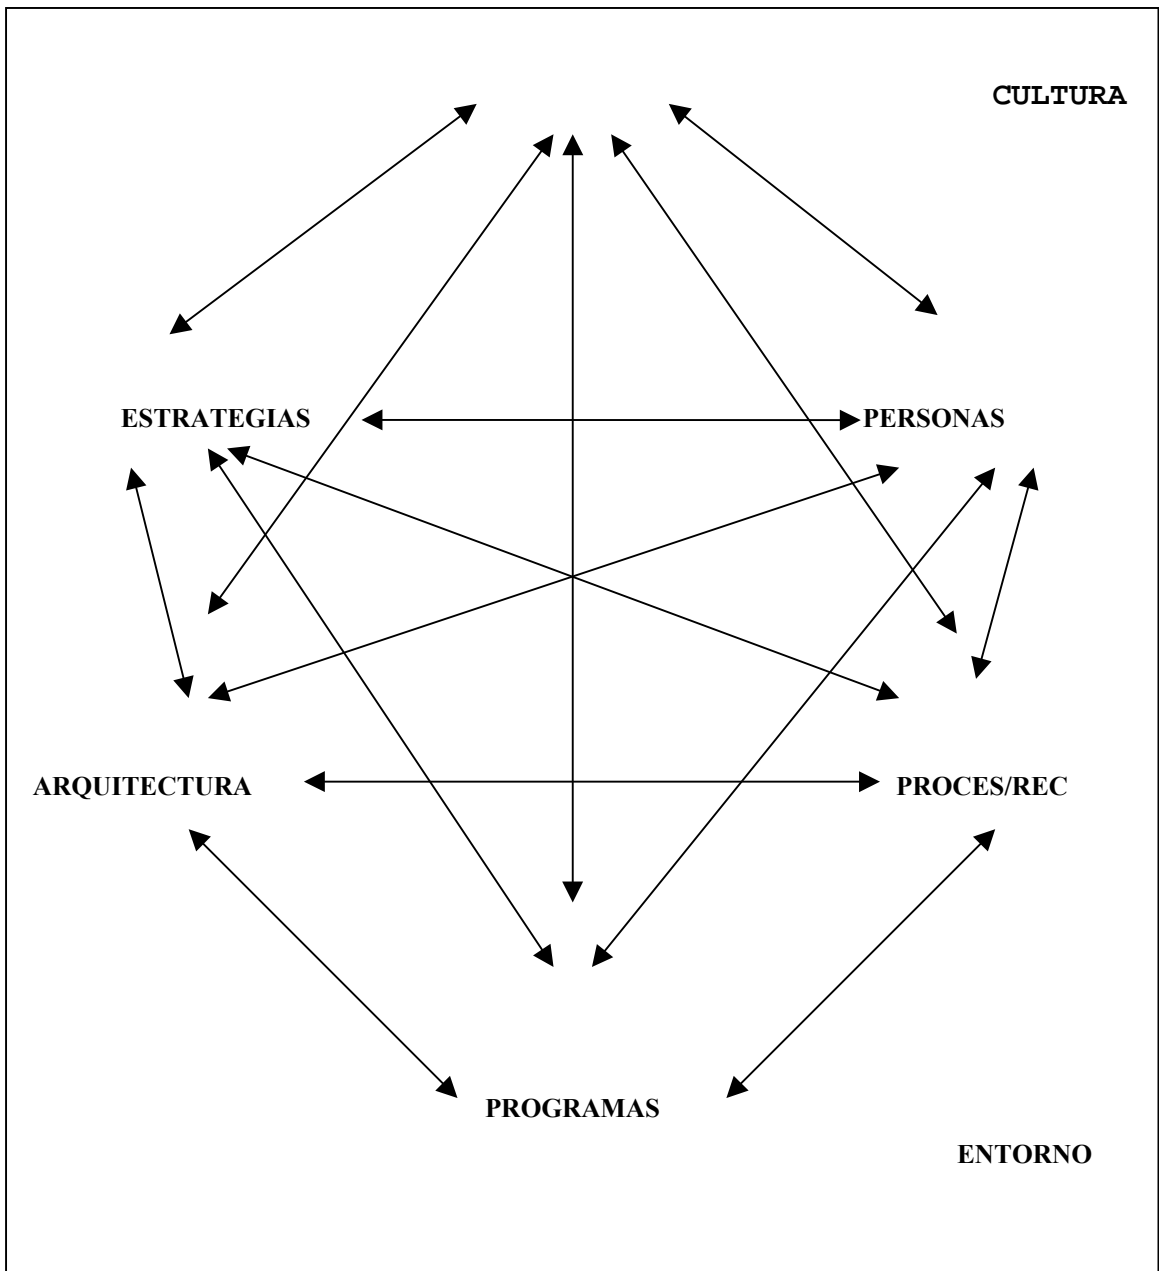 CULTURA
ESTRATEGIAS
PERSONAS
ARQUITECTURA
PROCES/REC
PROGRAMAS
ENTORNO